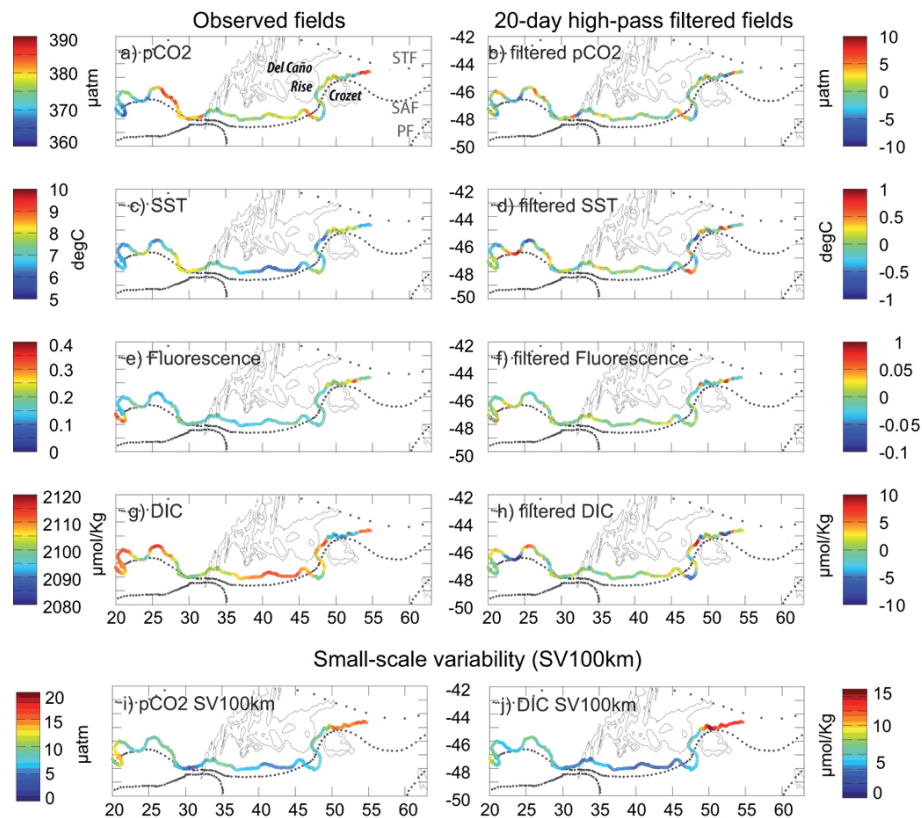 Observed fields
20-day high-pass filtered fields
390
380
370
360
µatm
a) pCO2
Del Caño
Rise
Crozet
-42
-44
-46
-48
-50
b) filtered pCO2
STF
SAF
PF
10
5
0
-5
-10
µatm
10
9
8
7
6
5
degC
c) SST
-42
-44
-46
-48
-50
d) filtered SST
1
0.5
0
-0.5
-1
degC
0.4
0.3
0.2
0.1
0
e) Fluorescence
-42
-44
-46
-48
-50
f) filtered Fluorescence
1
0.05
0
-0.05
-0.1
2120
2110
2100
2090
2080
µmol/Kg
g) DIC
20 25 30 35 40 45 50 55 60
-42
-44
-46
-48
-50
h) filtered DIC
20 25 30 35 40 45 50 55 60
10
5
0
-5
-10
µmol/Kg
Small-scale variability (SV100km)
20
15
10
5
0
µatm
i) pCO2 SV100km
20 25 30 35 40 45 50 55 60
-42
-44
-46
-48
-50
j) DIC SV100km
20 25 30 35 40 45 50 55 60
15
10
5
0
µmol/Kg